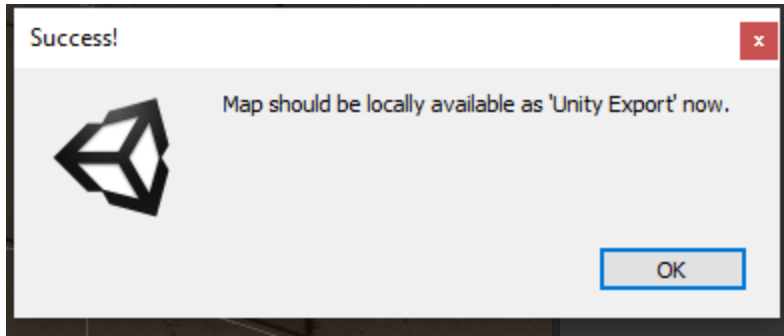 Success!
x
Map should be locally available as 'Unity Export' now.
OK